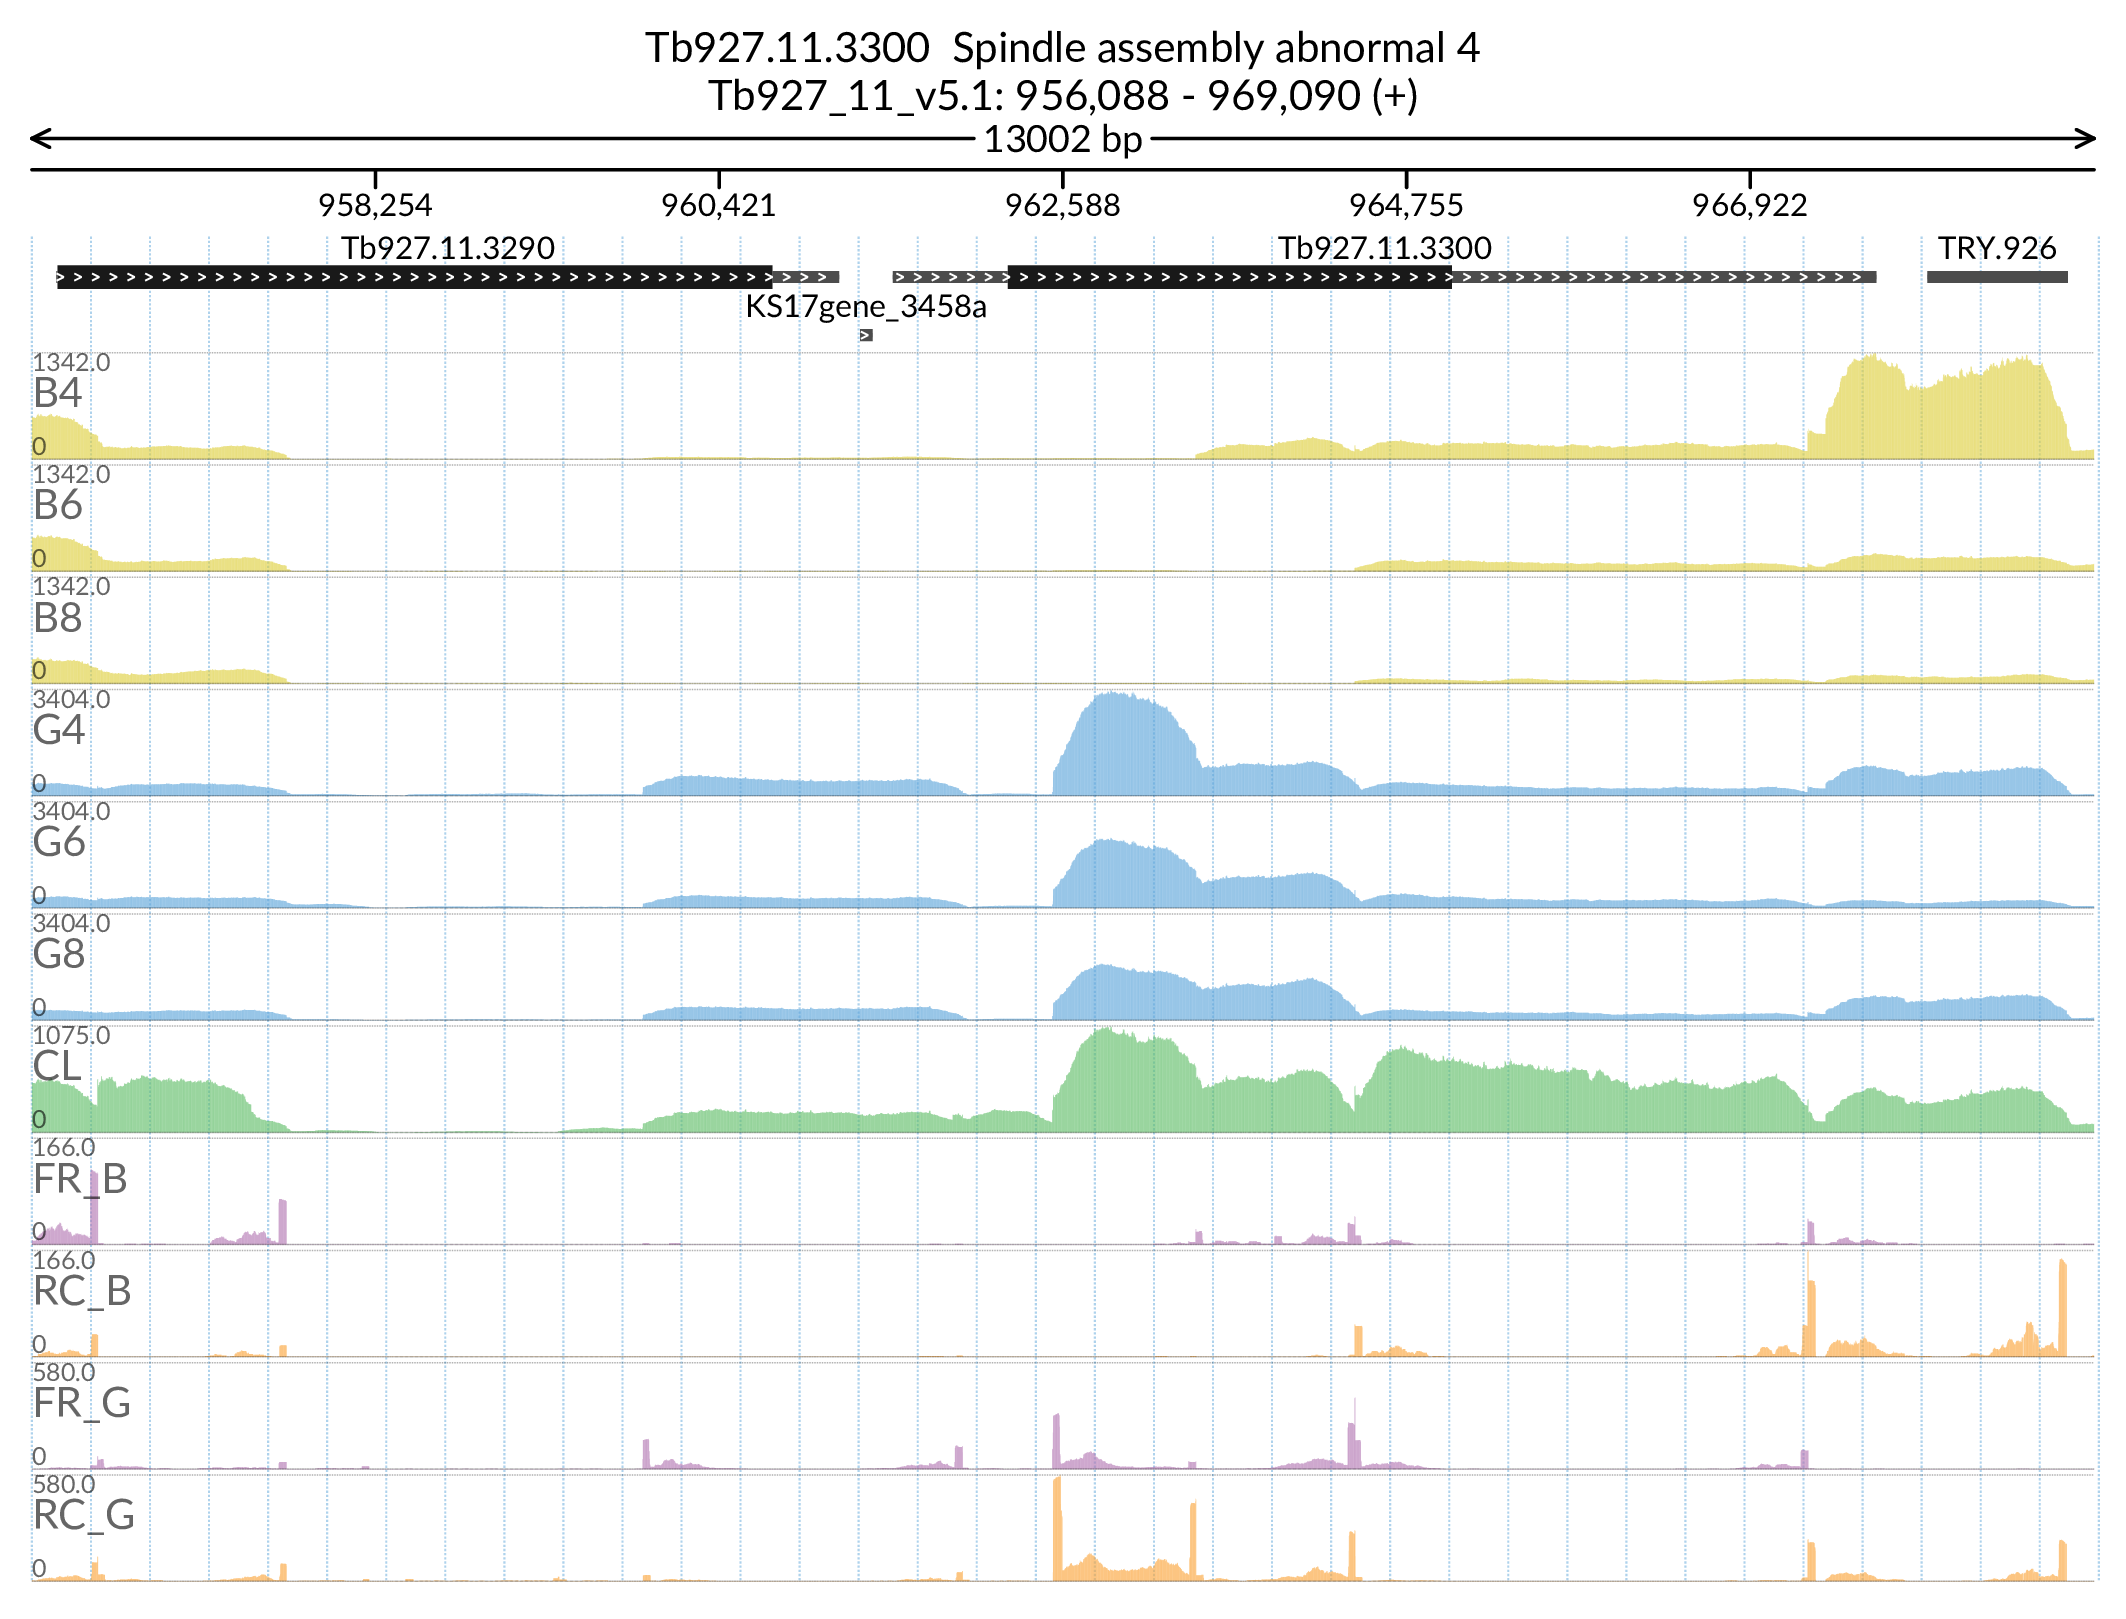 Tb927.11.3300 Spindle assembly abnormal 4
Tb927_11_v5.1: 956,088 - 969,090 (+)
13002 bp
958,254 960,421 962,588 964,755 966,922
Tb927.11.3290 Tb927.11.3300 TRY.926
KS17gene_3458a
1342.0
B4
0
1342.0
B6
0
1342.0
B8
0
3404.0
G4
0
3404.0
G6
0
3404.0
G8
0
1075.0
CL
0
166.0
FR_B
0
166.0
RC_B
0
580.0
FR_G
0
580.0
RC_G
0